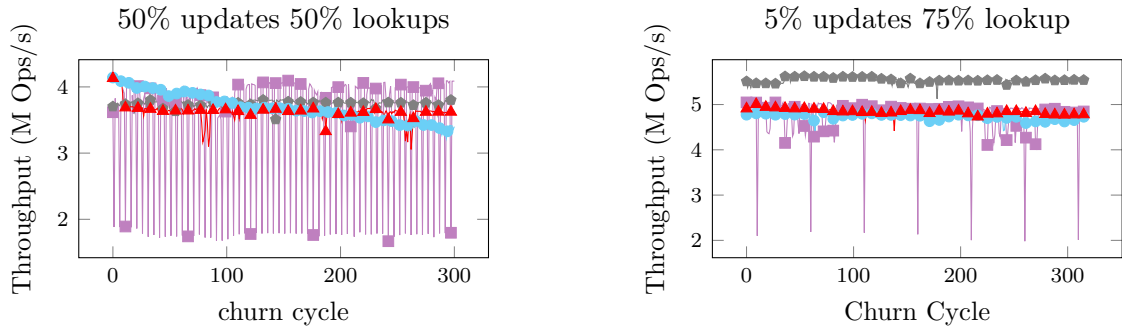 50% updates 50% lookups
Throughput (M Ops/s)
4
3
2
0
100
200
300
churn cycle
5% updates 75% lookup
Throughput (M Ops/s)
6
5
4
3
2
0
100
200
300
Churn Cycle